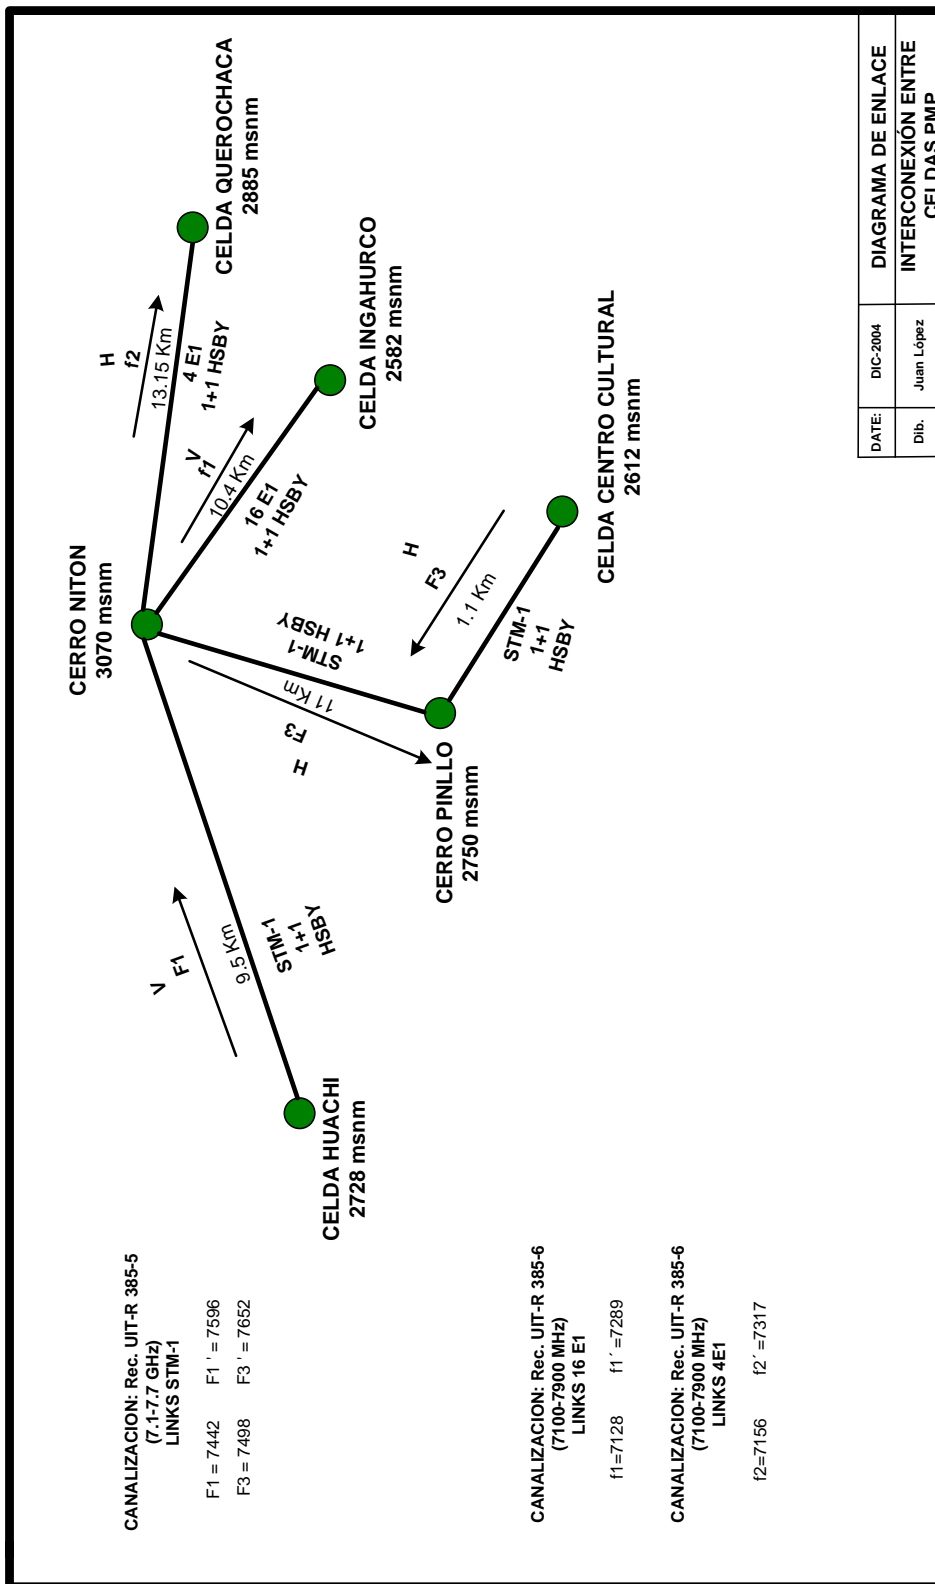 CERRO NITON
3070 msnm
H
f2
13.15 Km
4 E1
1+1 HSBY
CELDA QUEROCHACA
2885 msnm
V
f1
10.4 Km
16 E1
1+1 HSBY
CELDA INGAHURCO
2582 msnm
V
F1
9.5 Km
STM-1
1+1
HSBY
CELDA HUACHI
2728 msnm
STM-1
1+1 HSBY
11 Km
F3
H
CERRO PINLLO
2750 msnm
H
F3
1.1 Km
STM-1
1+1
HSBY
CELDA CENTRO CULTURAL
2612 msnm
CANALIZACION: Rec. UIT-R 385-5
(7.1-7.7 GHz)
LINKS STM-1
F1 = 7442 F1 ' = 7596
F3 = 7498 F3 ' = 7652
CANALIZACION: Rec. UIT-R 385-6
(7100-7900 MHz)
LINKS 16 E1
f1=7128 f1 ´ =7289
CANALIZACION: Rec. UIT-R 385-6
(7100-7900 MHz)
LINKS 4E1
f2=7156 f2´ =7317
DATE: DIC-2004 DIAGRAMA DE ENLACE
Dib. Juan López INTERCONEXIÓN ENTRE
CELDAS PMP